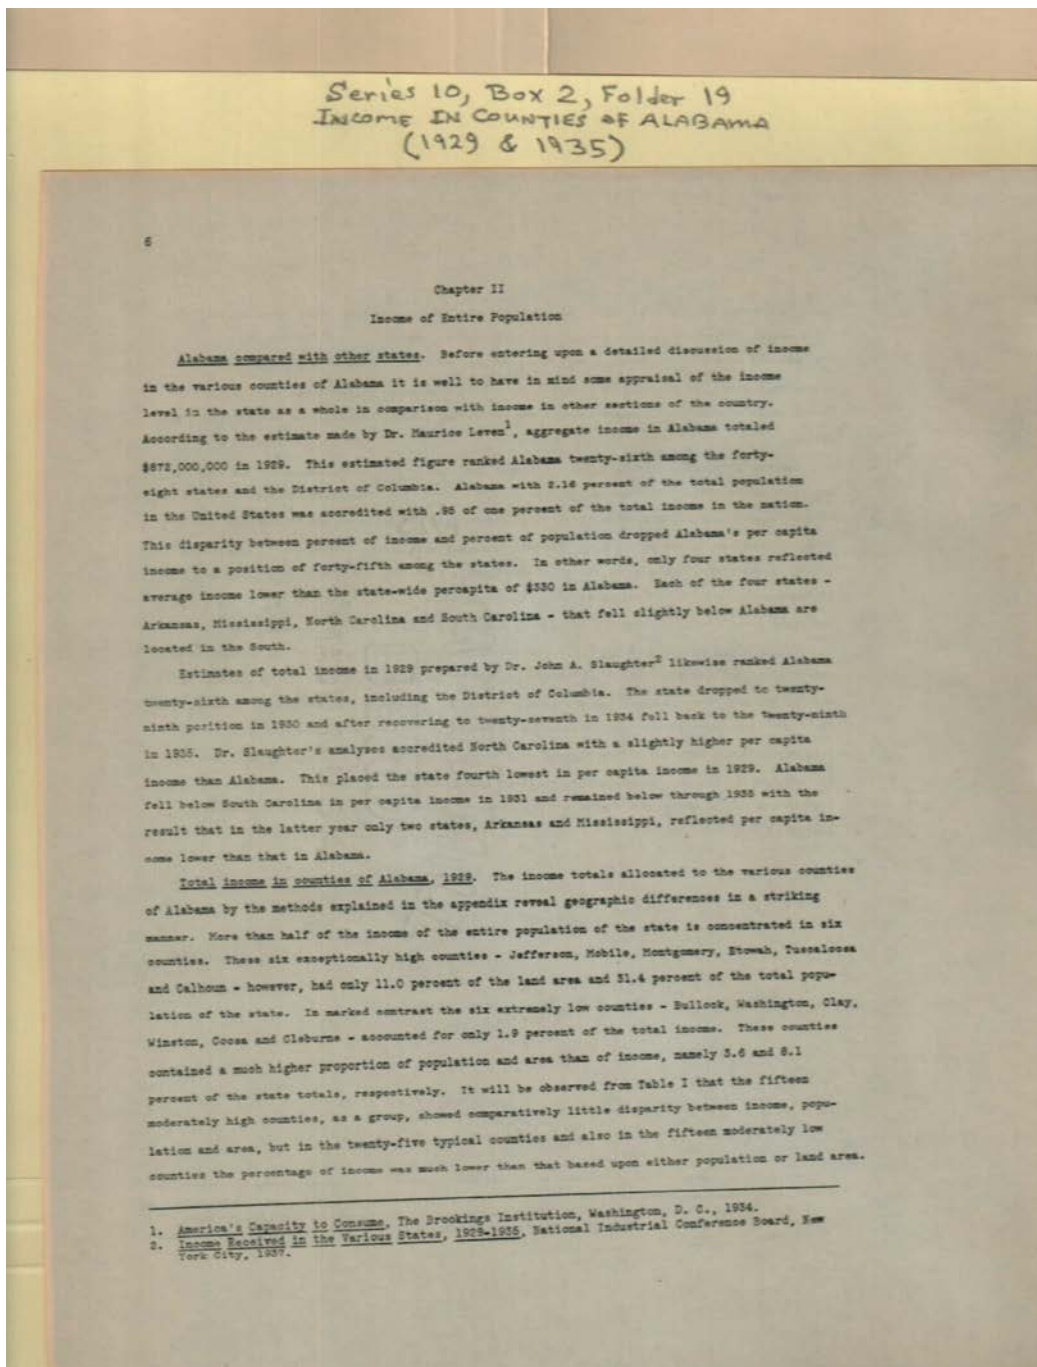 Series 10, Box 2, Folder 19
INCOME IN COUNTIES OF ALABAMA
(1929 & 1935)
6
Chapter II
Income of Entire Population
Alabama compared with other states. Before entering upon a detailed discussion of income
in the various counties of Alabama it is well to have in mind some appraisal of the income
level in the state as a whole in comparison with income in other sections of the country.
According to the estimate made by Dr. Maurice Leven1, aggregate income in Alabama totaled
$872,000,000 in 1929. This estimated figure ranked Alabama twenty-sixth among the forty-
eight states and the District of Columbia. Alabama with 2.16 percent of the total population
in the United States was accredited with .95 of one percent of the total income in the nation.
This disparity between percent of income and percent of population dropped Alabama's per capita
income to a position of forty-fifth among the states. In other words, only four states reflected
average income lower than the state-wide percapita of $330 in Alabama. Each of the four states -
Arkansas, Mississippi, North Carolina and South Carolina - that fell slightly below Alabama are
located in the South.
Estimates of total income in 1929 prepared by Dr. John A. Slaughter2 likewise ranked Alabama
twenty-sixth among the states, including the District of Columbia. The state dropped to twenty-
ninth position in 1930 and after recovering to twenty-seventh in 1934 fell back to the twenty-ninth
in 1935. Dr. Slaughter's analyses accredited North Carolina with a slightly higher per capita
income than Alabama. This placed the state fourth lowest in per capita income in 1929. Alabama
fell below South Carolina in per capita income in 1931 and remained below through 1935 with the
result that in the latter year only two states, Arkansas and Mississippi, reflected per capita in-
come lower than that in Alabama.
Total income in counties of Alabama, 1929. The income totals allocated to the various counties
of Alabama by the methods explained in the appendix reveal geographic differences in a striking
manner. More than half of the income of the entire population of the state is concentrated in six
counties. These six exceptionally high counties - Jefferson, Mobile, Montgomery, Etowah, Tuscaloosa
and Calhoun - however, had only 11.0 percent of the land area and 31.4 percent of the total popu-
lation of the state. In marked contrast the six extremely low counties - Bullock, Washington, Clay,
Winston, Coosa and Cleburne - accounted for only 1.9 percent of the total income. These counties
contained a much higher proportion of population and area than of income, namely 3.6 and 8.1
percent of the state totals, respectively. It will be observed from Table I that the fifteen
moderately high counties, as a group, showed comparatively little disparity between income, popu-
lation and area, but in the twenty-five typical counties and also in the fifteen moderately low
counties the percentage of income was much lower than that based upon either population or land area.
1. America's Capacity to Consume, The Brookings Institution, Washington, D. C., 1934.
2. Income Received in the Various States, 1929-1935, National Industrial Conference Board, New
York City, 1937.